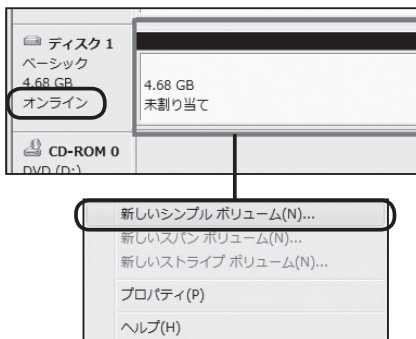 ディスク 1
ベーシック
4.68 GB
オンライン
4.68 GB
未割り当て
CD-ROM 0
DVD (D:)
新しいシンプル ボリューム(N)...
新しいスパン ボリューム(N)...
新しいストライプ ボリューム(N)...
プロパティ(P)
ヘルプ(H)